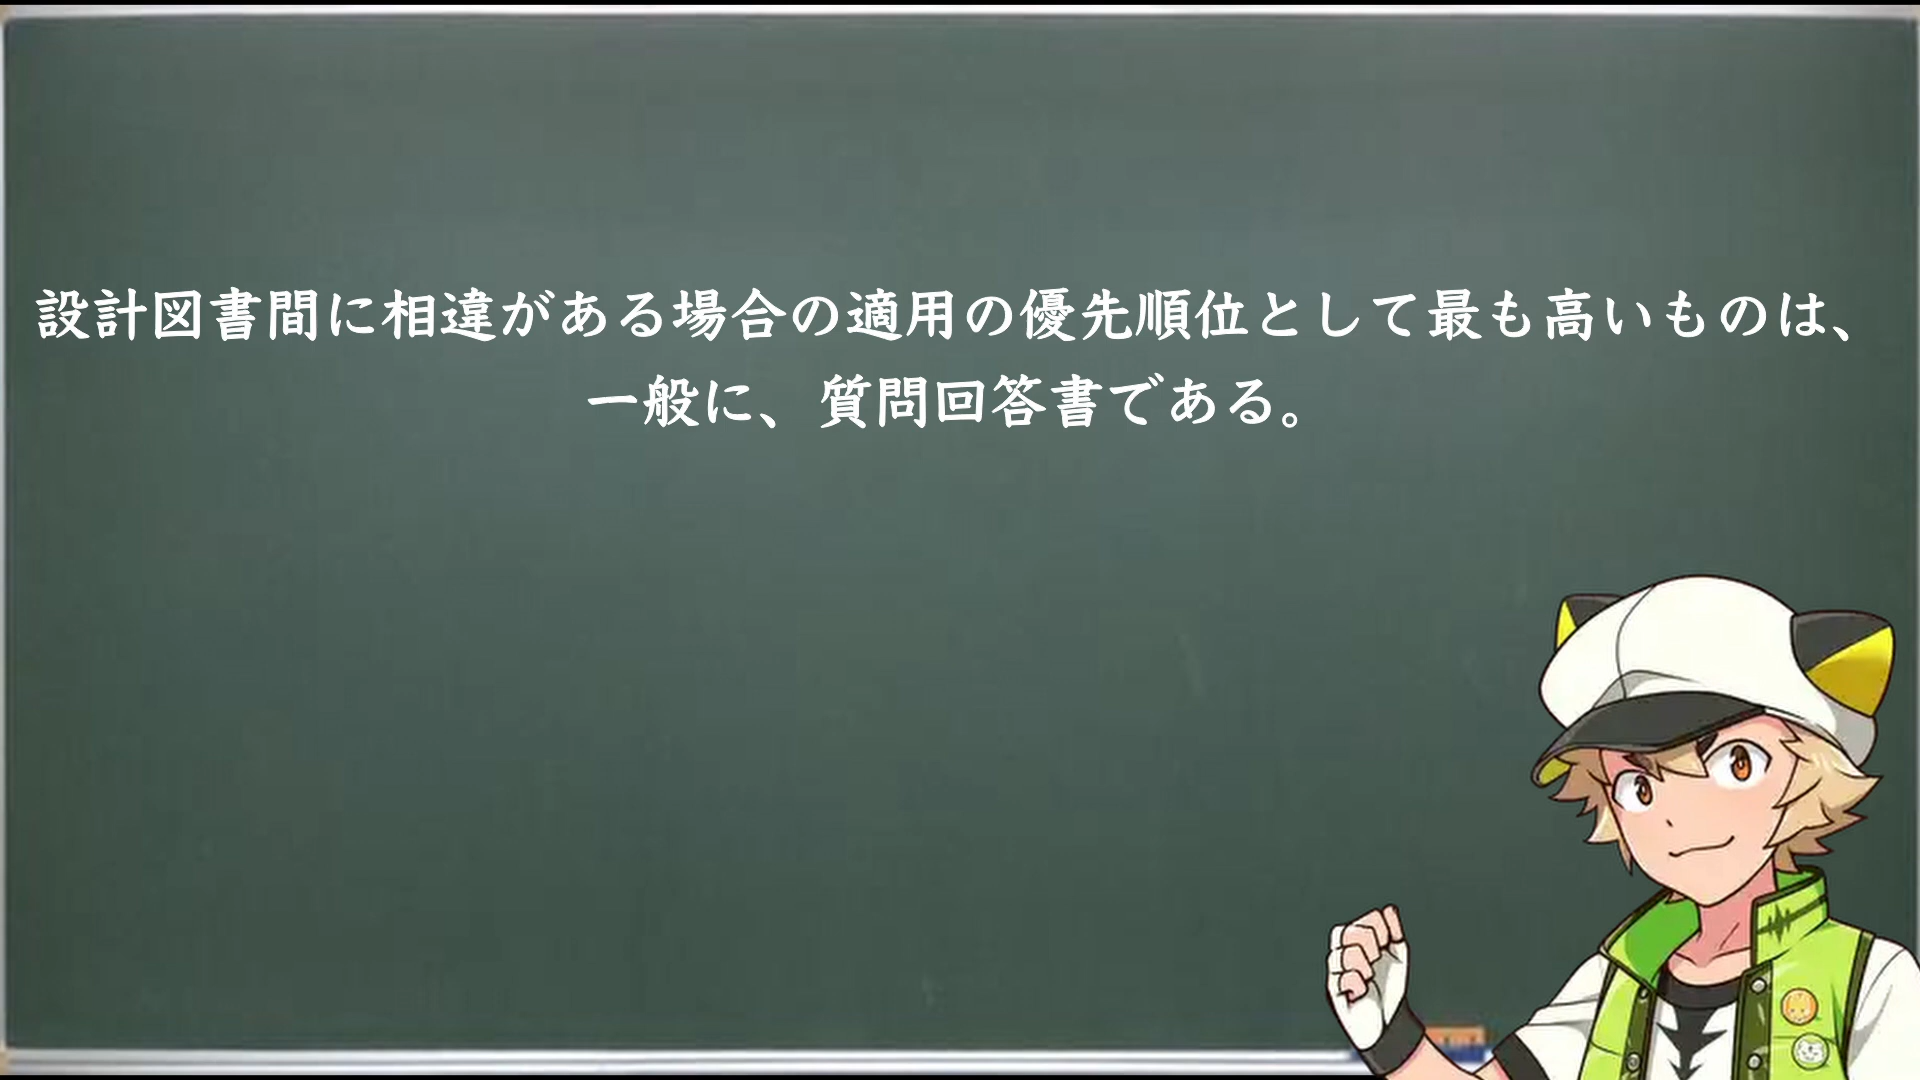 設計図書間に相違がある場合の適用の優先順位として最も高いものは、
一般に、質問回答書である。